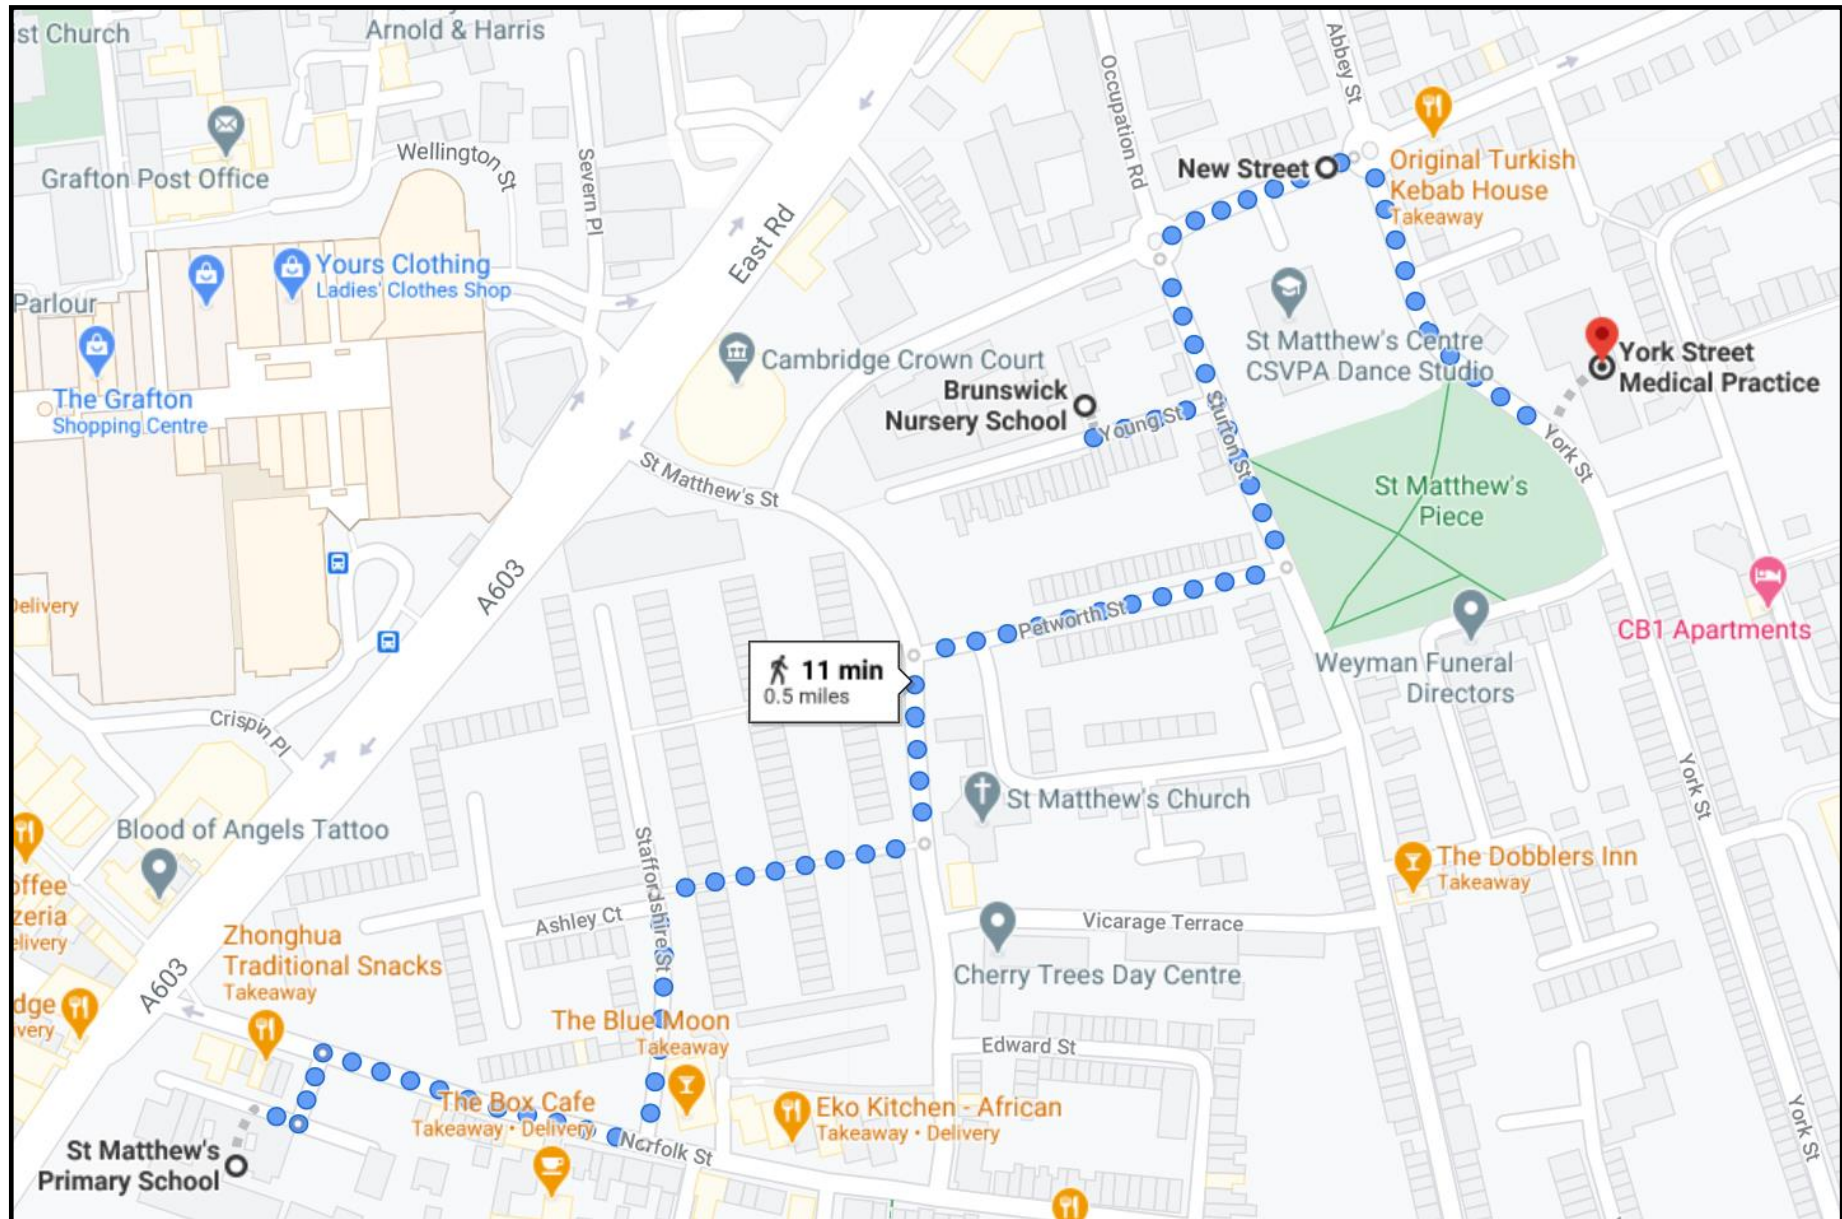 ist Church
Arnold & Harris
Occupation Rd
Abbey St
Grafton Post Office
Wellington St
Severn Pl
East Rd
New Street
Original Turkish
Kebab House
Takeaway
Yours Clothing
Ladies' Clothes Shop
Parlour
The Grafton
Shopping Centre
Cambridge Crown Court
St Matthew's Centre
CSVPA Dance Studio
York Street
Medical Practice
Brunswick
Nursery School
Young St
Sturton St
York St
St Matthew's St
St Matthew's
Piece
A603
Delivery
Petworth St
CB1 Apartments
Weyman Funeral
Directors
11 min
0.5 miles
Crispin Pl
York St
St Matthew's Church
Blood of Angels Tattoo
Staffordshire St
The Dobblers Inn
Takeaway
offee
zeria
elivery
Ashley Ct
Vicarage Terrace
Zhonghua
Traditional Snacks
Takeaway
A603
Cherry Trees Day Centre
dge
ivery
The Blue Moon
Takeaway
Edward St
The Box Cafe
Takeaway • Delivery
Eko Kitchen - African
Takeaway • Delivery
Norfolk St
York St
St Matthew's
Primary School